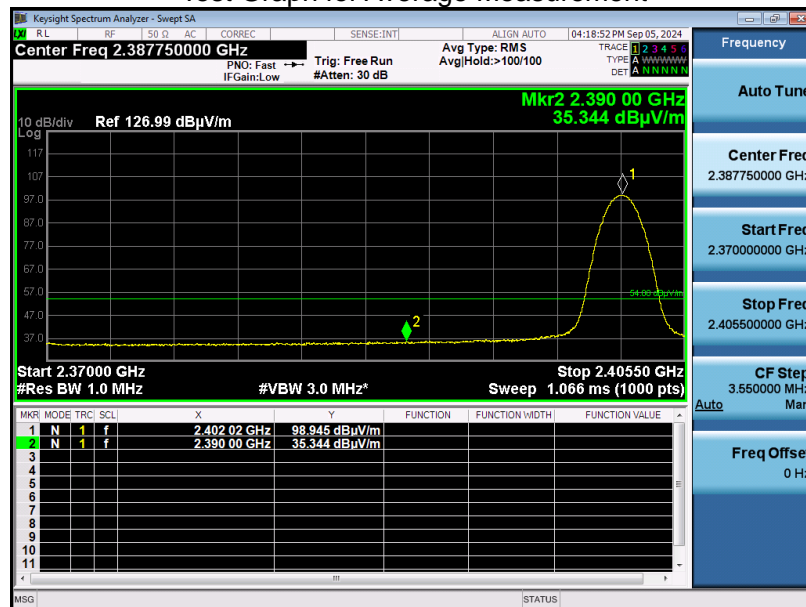 Test Graph for Average Measurement
Keysight Spectrum Analyzer - Swept SA
RL RF 50 Ω AC CORREC SENSE:INT ALIGN AUTO 04:18:52 PM Sep 05, 2024
Center Freq 2.387750000 GHz
PNO: Fast
IFGain:Low
Trig: Free Run
#Atten: 30 dB
Avg Type: RMS
Avg|Hold:>100/100
TRACE 1 2 3 4 5 6
TYPE A WWWWW
DET A N N N N N
Mkr2 2.390 00 GHz
35.344 dBµV/m
10 dB/div Ref 126.99 dBµV/m
Log
117
107
97.0
87.0
77.0
67.0
57.0
47.0
37.0
1
54.00 dBµV/m
2
Start 2.37000 GHz Stop 2.40550 GHz
#Res BW 1.0 MHz #VBW 3.0 MHz* Sweep 1.066 ms (1000 pts)
MKR MODE TRC SCL X Y FUNCTION FUNCTION WIDTH FUNCTION VALUE
1 N 1 f 2.402 02 GHz 98.945 dBµV/m
2 N 1 f 2.390 00 GHz 35.344 dBµV/m
3
4
5
6
7
8
9
10
11
MSG STATUS
Frequency
Auto Tune
Center Freq
2.387750000 GHz
Start Freq
2.370000000 GHz
Stop Freq
2.405500000 GHz
CF Step
3.550000 MHz
Auto Man
Freq Offset
0 Hz